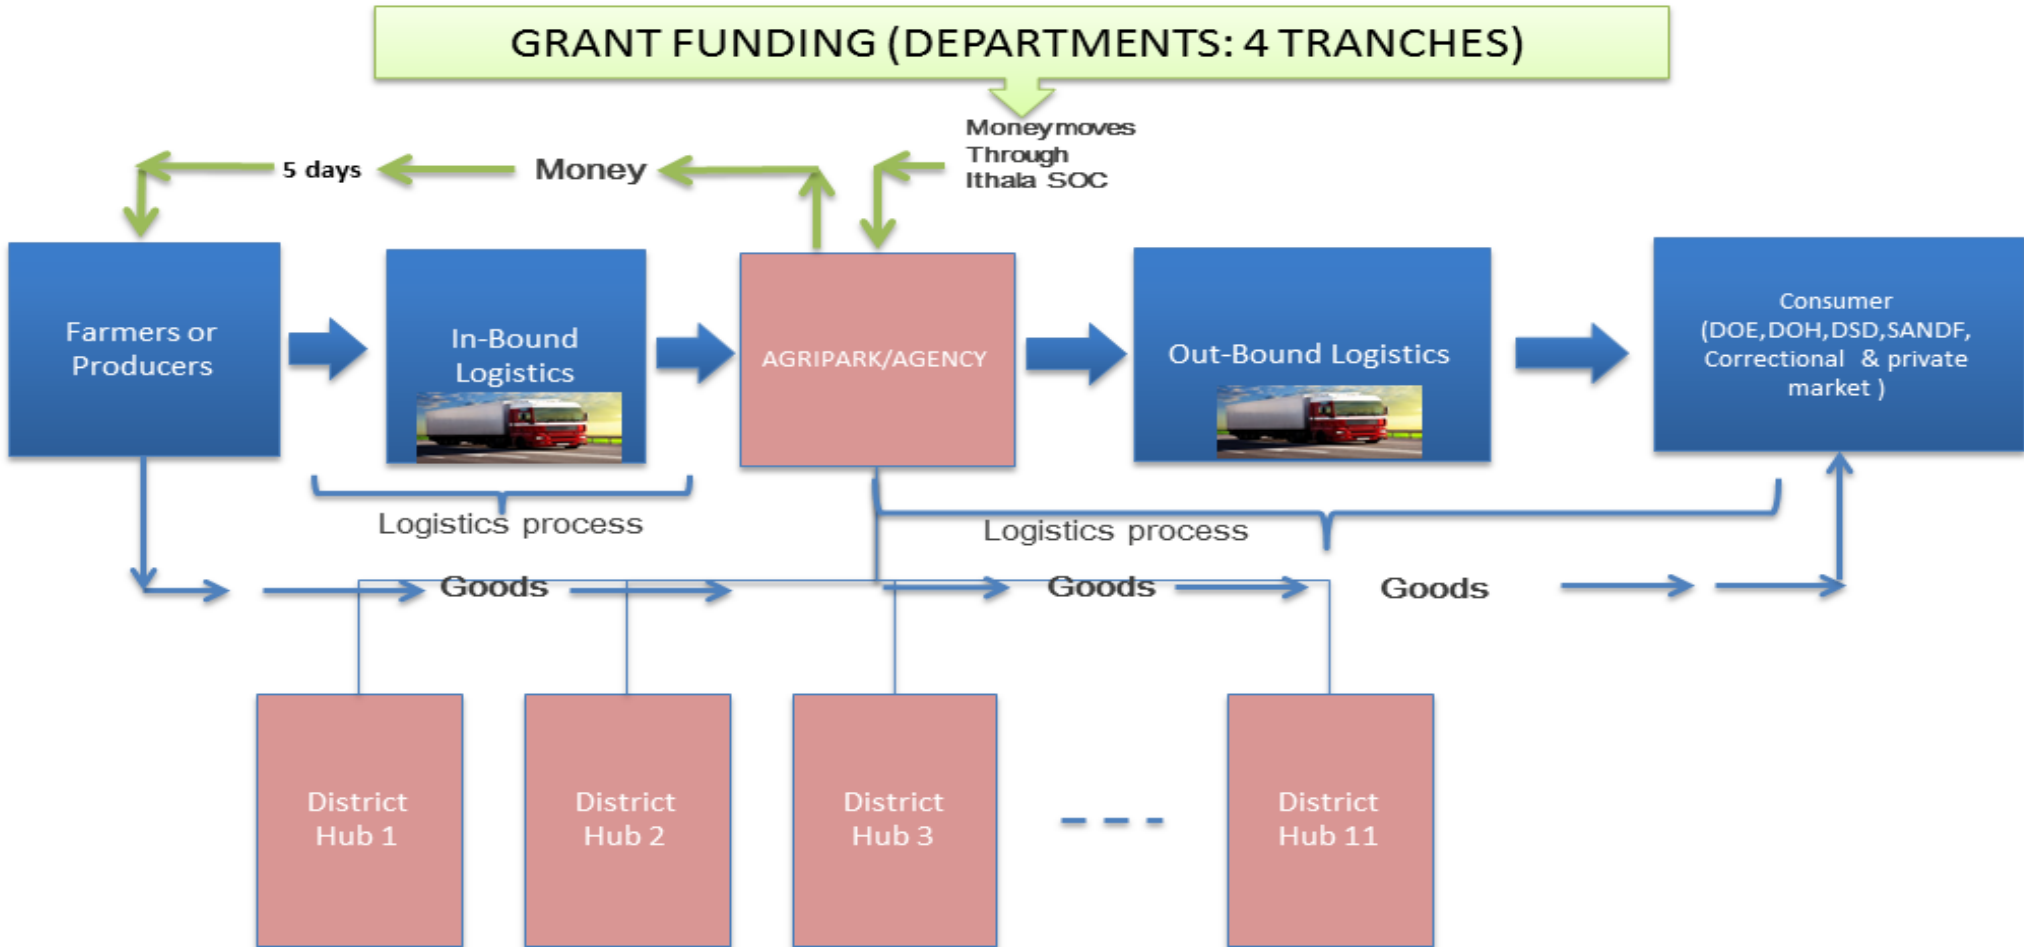 GRANT FUNDING (DEPARTMENTS: 4 TRANCHES)
Money moves
Through
Ithala SOC
5 days
Money
Farmers or
Producers
In-Bound
Logistics
AGRIPARK/AGENCY
Out-Bound Logistics
Consumer
(DOE,DOH,DSD,SANDF,
Correctional & private
market )
Logistics process
Logistics process
Goods
Goods
Goods
District
Hub 1
District
Hub 2
District
Hub 3
District
Hub 11